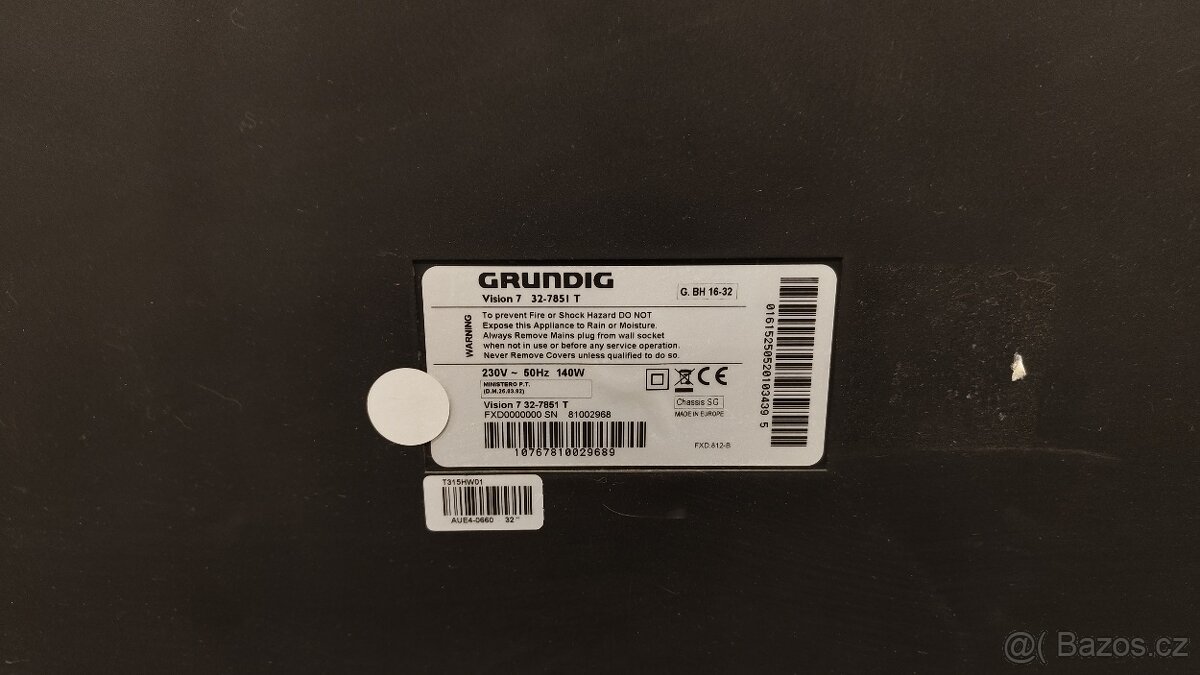 GRUNDIG
Vision 7 32-7851 T
G. BH 16-32
WARNING
To prevent Fire or Shock Hazard DO NOT
Expose this Appliance to Rain or Moisture.
Always Remove Mains plug from wall socket
when not in use or before any service operation.
Never Remove Covers unless qualified to do so.
230V ~ 50Hz 140W
MINISTERO P.T.
(D.M.26.03.92)
CE
Chassis SG
MADE IN EUROPE
Vision 7 32-7851 T
FXD0000000 SN 81002968
10767810029689
FXD.812-B
01615250520103439 5
T315HW01
AUE4-0660 32"
@( Bazos.cz